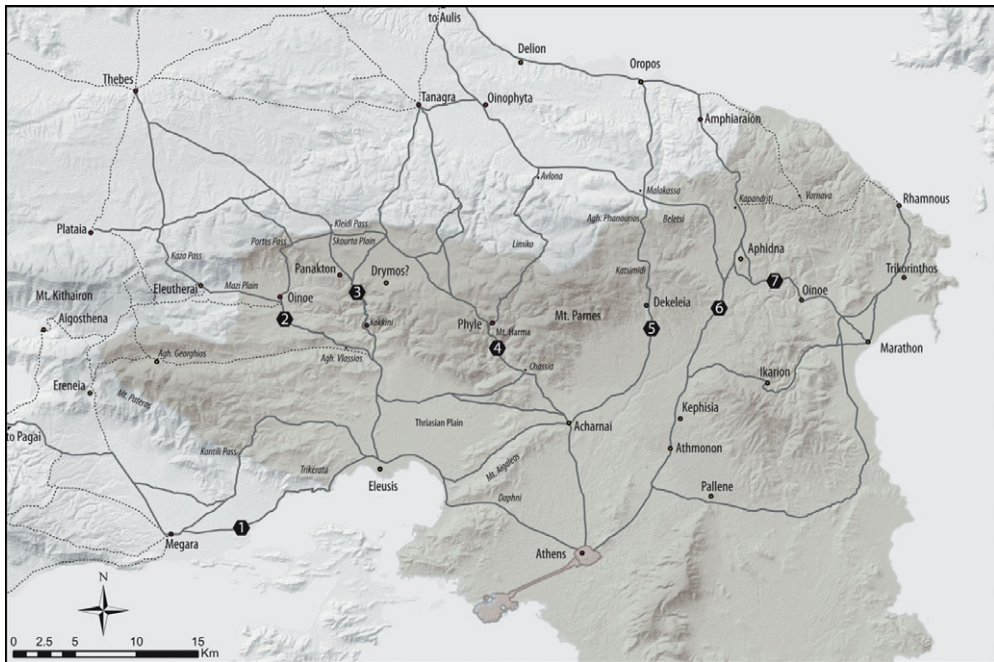 to Aulis
Delion
Oropos
Thebes
Tanagra
Oinophyta
Amphiaraion
Avlona
Malakassa
Kapandriti
Varnava
Rhamnous
Agh. Phanourios
Beletsi
Plataia
Kleidi Pass
Portes Pass
Skourta Plain
Limiko
Kaza Pass
Aphidna
Panakton
Drymos?
Katsimidi
Trikorinthos
Eleutherai
Mazi Plain
3
7
Mt. Kithairon
Oinoe
Oinoe
Dekeleia
6
Aigosthena
2
Kokkini
Phyle
Mt. Harma
Mt. Parnes
5
4
Marathon
Agh. Georghios
Agh. Vlassios
Chassia
Ikarion
Ereneia
Mt. Pateras
Kephisia
Thriasian Plain
Acharnai
to Pagai
Kantili Pass
Athmonon
Trikerata
Mt. Aigaleos
Eleusis
Pallene
Daphni
1
Megara
Athens
N
0 2.5 5 10 15
Km